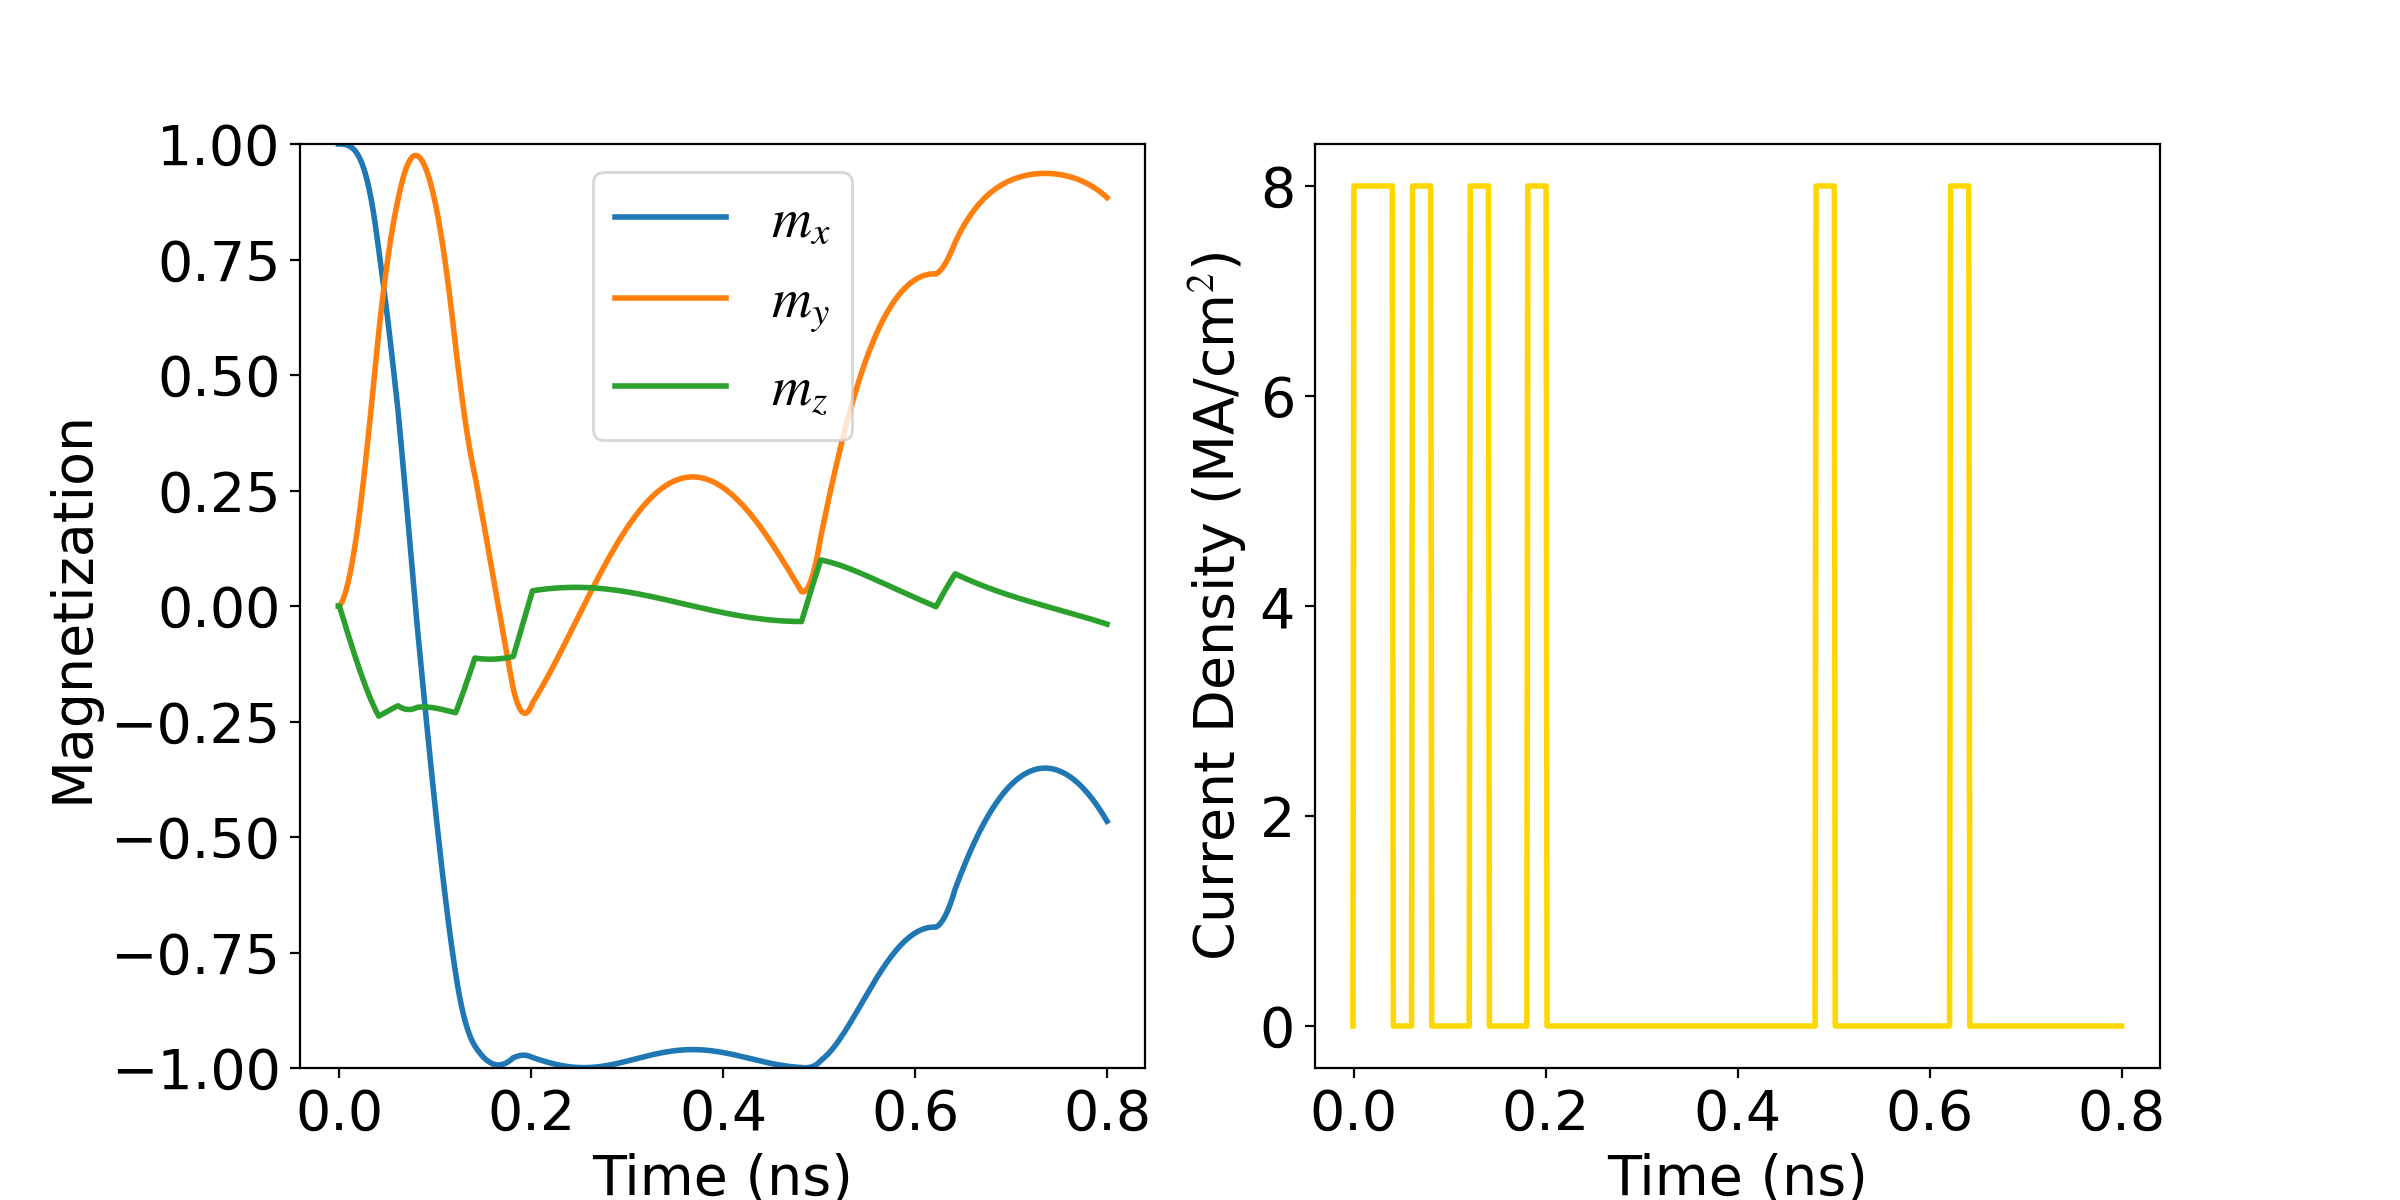 1.00
0.75
0.50
0.25
0.00
−0.25
−0.50
−0.75
−1.00
Magnetization
0.0 0.2 0.4 0.6 0.8
Time (ns)
m_x
m_y
m_z
8
6
4
2
0
Current Density (MA/cm²)
0.0 0.2 0.4 0.6 0.8
Time (ns)